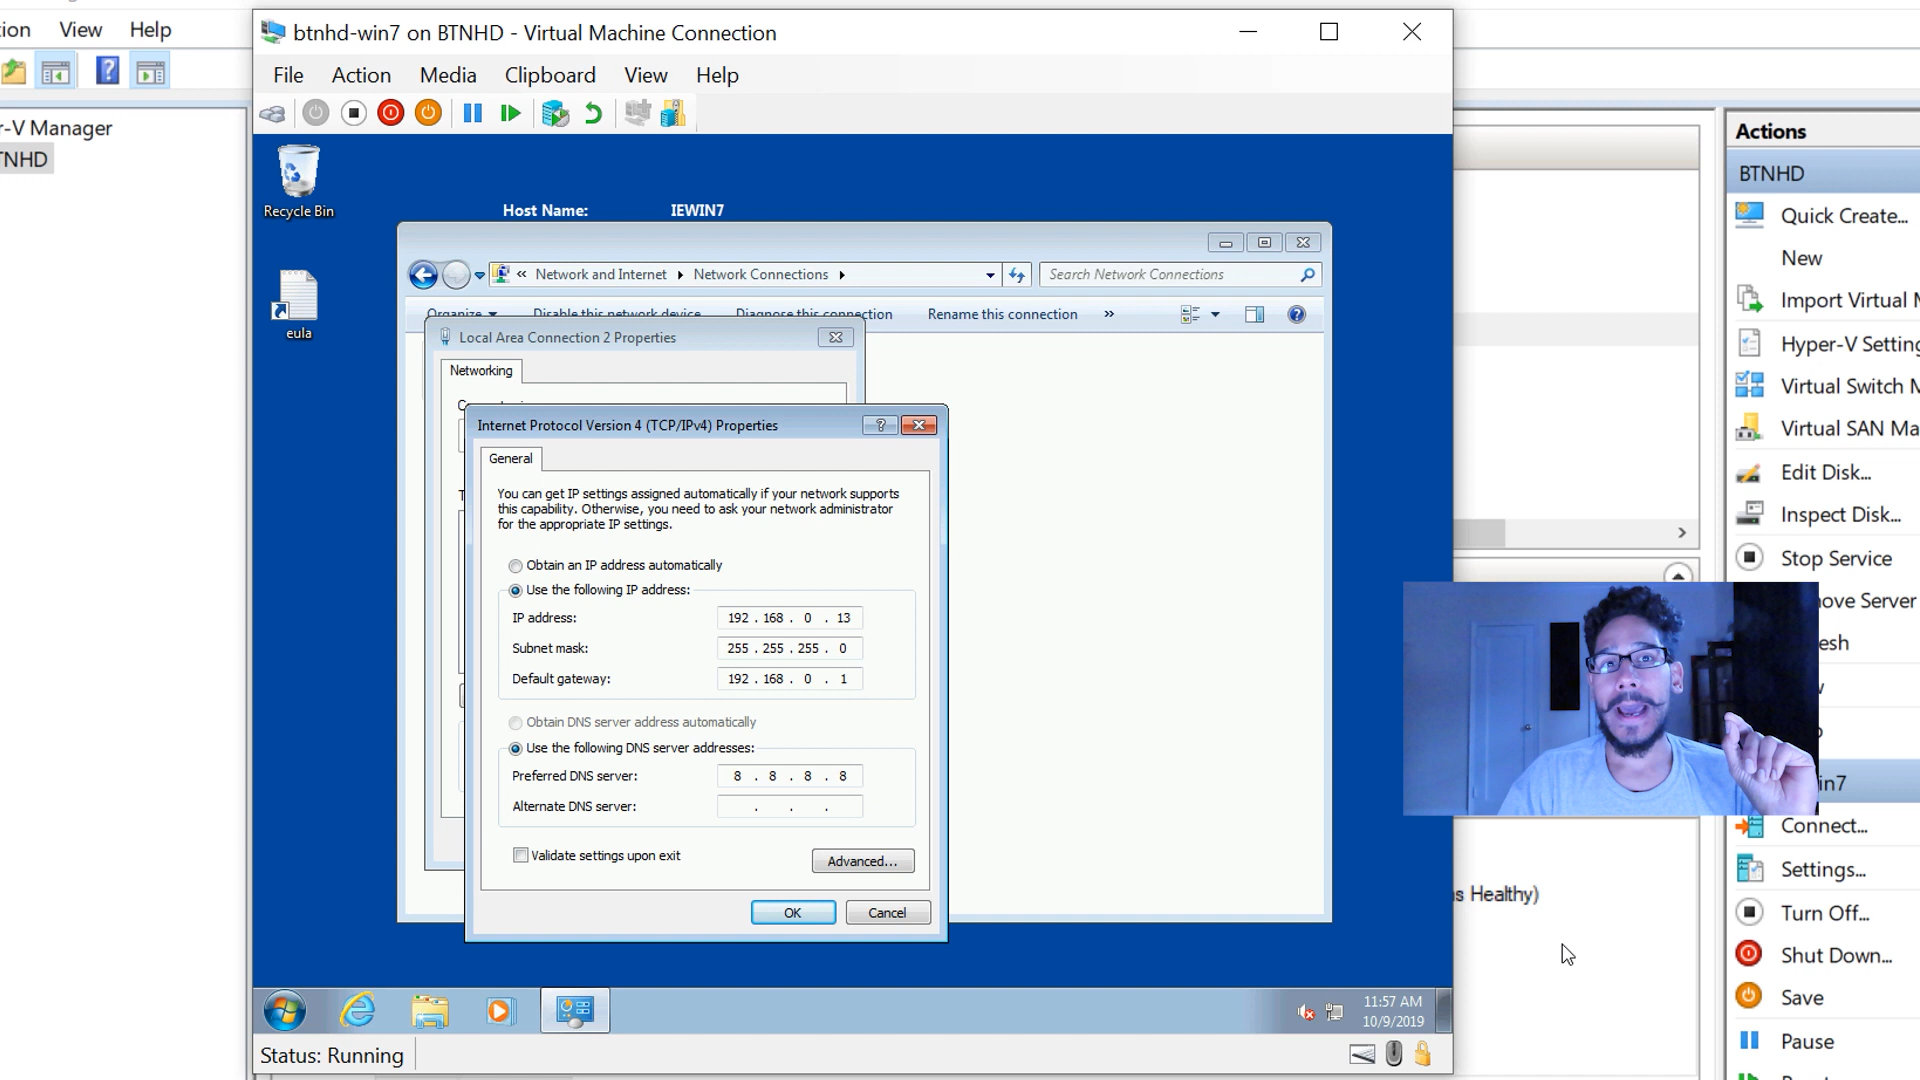 tion View Help
btnhd-win7 on BTNHD - Virtual Machine Connection
File Action Media Clipboard View Help
r-V Manager
TNHD
Recycle Bin
eula
Host Name: IEWIN7
« Network and Internet Network Connections
Search Network Connections
Organize Disable this network device Diagnose this connection Rename this connection »
Local Area Connection 2 Properties
Networking
Internet Protocol Version 4 (TCP/IPv4) Properties
General
You can get IP settings assigned automatically if your network supports
this capability. Otherwise, you need to ask your network administrator
for the appropriate IP settings.
Obtain an IP address automatically
Use the following IP address:
IP address: 192 . 168 . 0 . 13
Subnet mask: 255 . 255 . 255 . 0
Default gateway: 192 . 168 . 0 . 1
Obtain DNS server address automatically
Use the following DNS server addresses:
Preferred DNS server: 8 . 8 . 8 . 8
Alternate DNS server: . . .
Validate settings upon exit
Advanced...
OK Cancel
11:57 AM
10/9/2019
Status: Running
s Healthy)
Actions
BTNHD
Quick Create...
New
Import Virtual M
Hyper-V Setting
Virtual Switch M
Virtual SAN Ma
Edit Disk...
Inspect Disk...
Stop Service
ove Server
esh
in7
Connect...
Settings...
Turn Off...
Shut Down...
Save
Pause